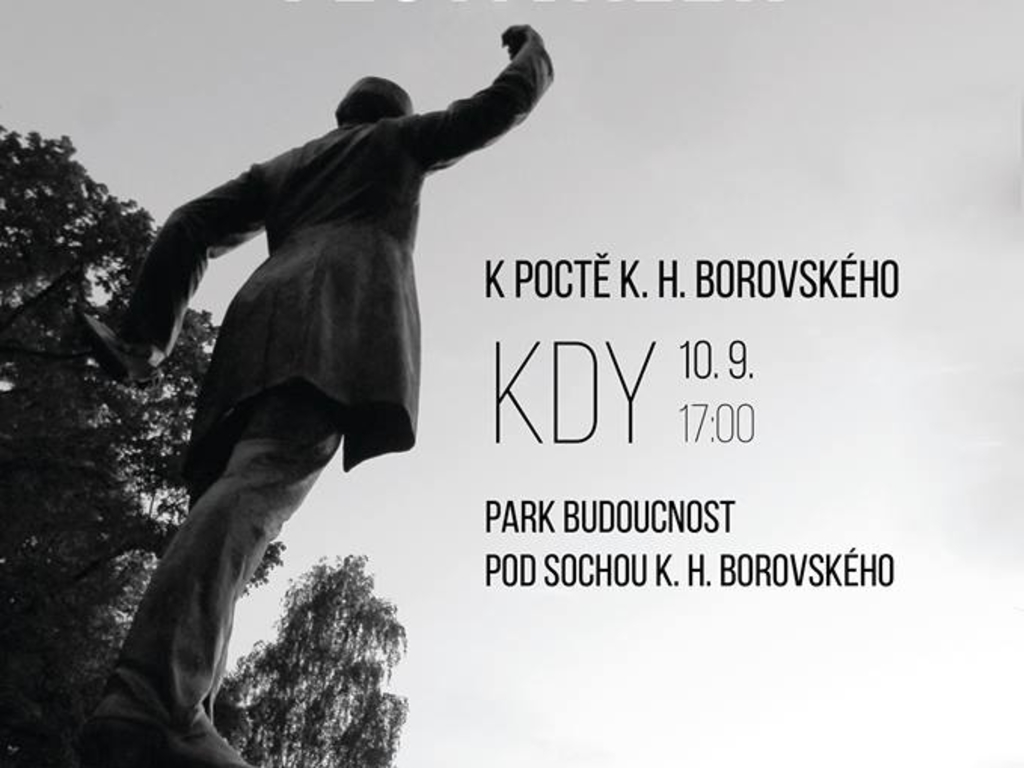 K POCTĚ K. H. BOROVSKÉHO
KDY
10. 9.
17:00
PARK BUDOUCNOST
POD SOCHOU K. H. BOROVSKÉHO